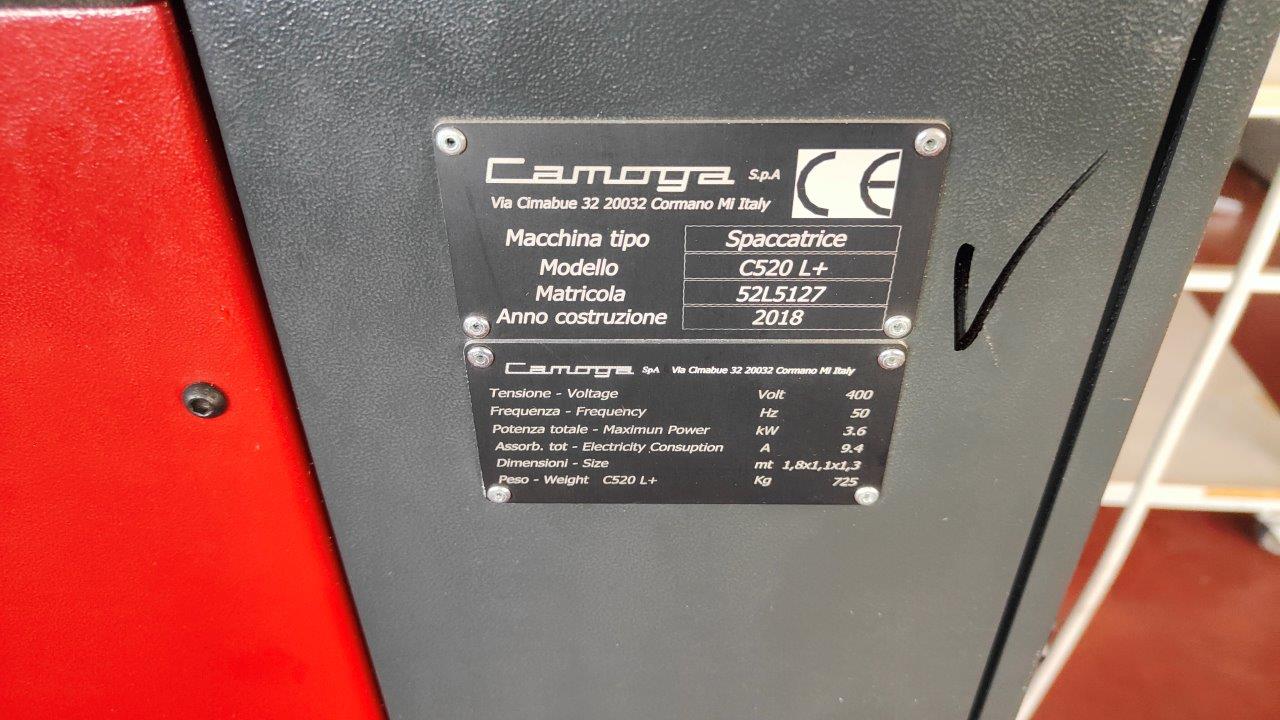 Camoga S.p.A CE
Via Cimabue 32 20032 Cormano Mi Italy
Macchina tipo Spaccatrice
Modello C520 L+
Matricola 52L5127
Anno costruzione 2018
Camoga SpA Via Cimabue 32 20032 Cormano Mi Italy
Tensione - Voltage Volt 400
Frequenza - Frequency Hz 50
Potenza totale - Maximun Power kW 3.6
Assorb. tot - Electricity Consuption A 9.4
Dimensioni - Size mt 1,8x1,1x1,3
Peso - Weight C520 L+ Kg 725